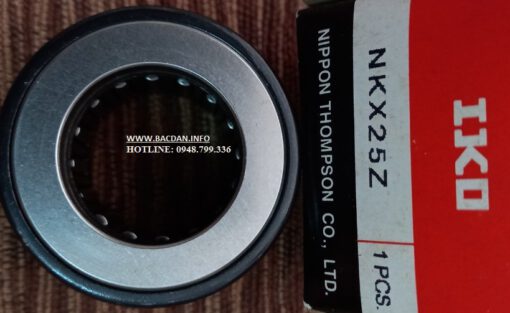 WWW.BACDAN.INFO
HOTLINE: 0948.799.336
IKO
NKX25Z
1 PCS.
NIPPON THOMPSON CO., LTD.